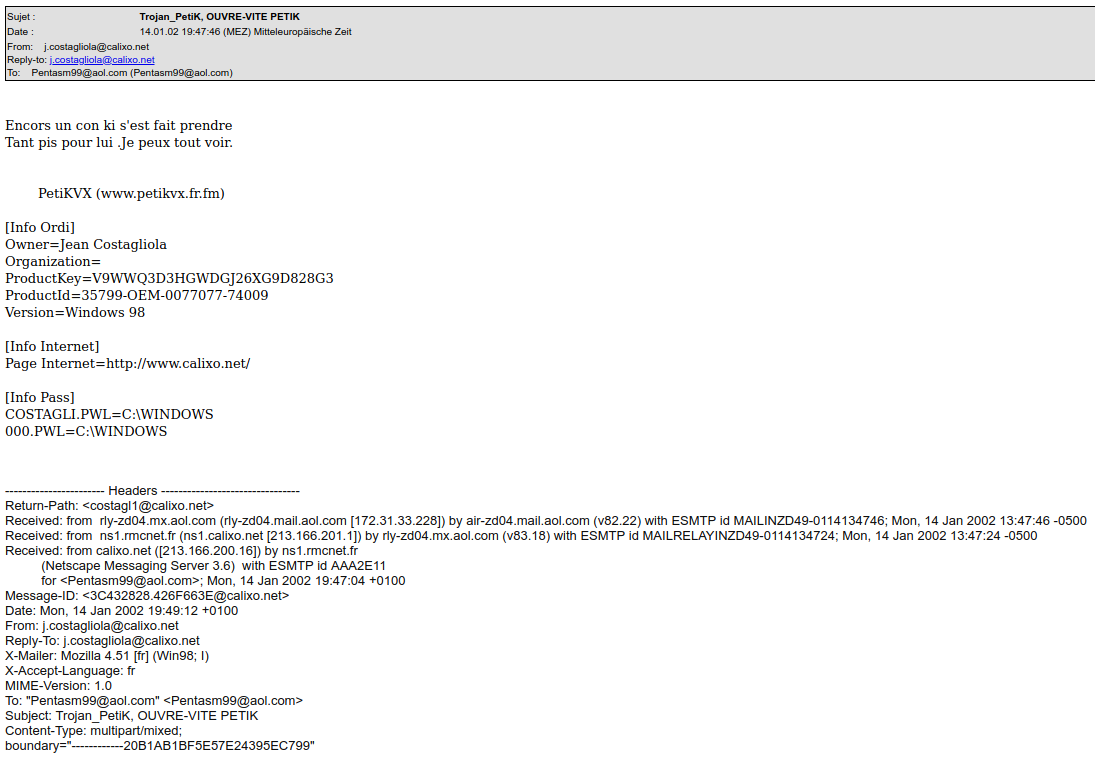 Sujet : Trojan_PetiK, OUVRE-VITE PETIK
Date : 14.01.02 19:47:46 (MEZ) Mitteleuropäische Zeit
From: j.costagliola@calixo.net
Reply-to: j.costagliola@calixo.net
To: Pentasm99@aol.com (Pentasm99@aol.com)
Encors un con ki s'est fait prendre
Tant pis pour lui .Je peux tout voir.
PetiKVX (www.petikvx.fr.fm)
[Info Ordi]
Owner=Jean Costagliola
Organization=
ProductKey=V9WWQ3D3HGWDGJ26XG9D828G3
ProductId=35799-OEM-0077077-74009
Version=Windows 98
[Info Internet]
Page Internet=http://www.calixo.net/
[Info Pass]
COSTAGLI.PWL=C:\WINDOWS
000.PWL=C:\WINDOWS
----------------------- Headers --------------------------------
Return-Path: <costagl1@calixo.net>
Received: from  rly-zd04.mx.aol.com (rly-zd04.mail.aol.com [172.31.33.228]) by air-zd04.mail.aol.com (v82.22) with ESMTP id MAILINZD49-0114134746; Mon, 14 Jan 2002 13:47:46 -0500
Received: from  ns1.rmcnet.fr (ns1.calixo.net [213.166.201.1]) by rly-zd04.mx.aol.com (v83.18) with ESMTP id MAILRELAYINZD49-0114134724; Mon, 14 Jan 2002 13:47:24 -0500
Received: from calixo.net ([213.166.200.16]) by ns1.rmcnet.fr
(Netscape Messaging Server 3.6)  with ESMTP id AAA2E11
for <Pentasm99@aol.com>; Mon, 14 Jan 2002 19:47:04 +0100
Message-ID: <3C432828.426F663E@calixo.net>
Date: Mon, 14 Jan 2002 19:49:12 +0100
From: j.costagliola@calixo.net
Reply-To: j.costagliola@calixo.net
X-Mailer: Mozilla 4.51 [fr] (Win98; I)
X-Accept-Language: fr
MIME-Version: 1.0
To: "Pentasm99@aol.com" <Pentasm99@aol.com>
Subject: Trojan_PetiK, OUVRE-VITE PETIK
Content-Type: multipart/mixed;
boundary="------------20B1AB1BF5E57E24395EC799"